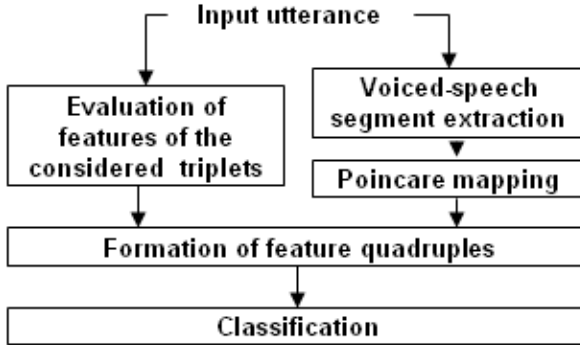 Input utterance
Evaluation of
features of the
considered triplets
Voiced-speech
segment extraction
Poincare mapping
Formation of feature quadruples
Classification